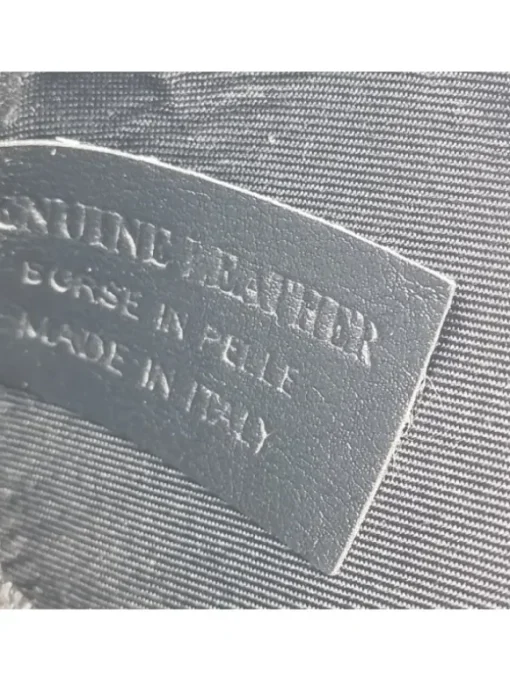 ENUINE LEATHER
BORSE IN PELLE
MADE IN ITALY